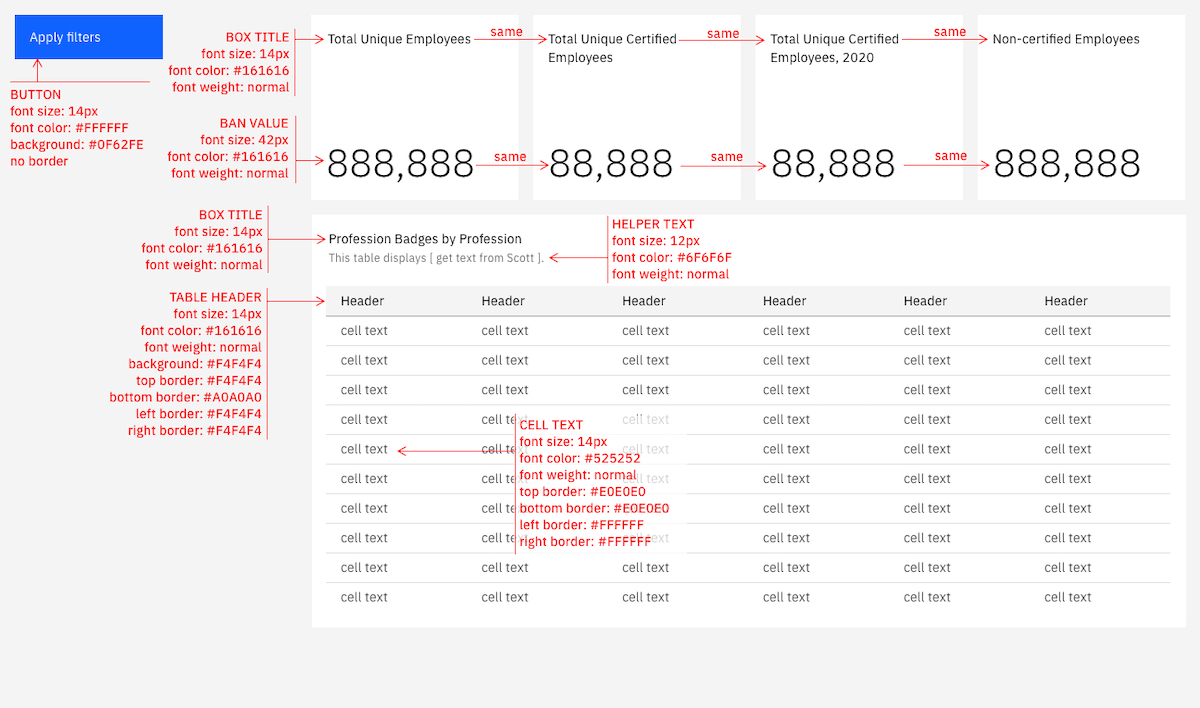 Apply filters
BUTTON
font size: 14px
font color: #FFFFFF
background: #0F62FE
no border
BOX TITLE
font size: 14px
font color: #161616
font weight: normal
Total Unique Employees
same
Total Unique Certified
Employees
same
Total Unique Certified
Employees, 2020
same
Non-certified Employees
BAN VALUE
font size: 42px
font color: #161616
font weight: normal
888,888
same
88,888
same
88,888
same
888,888
BOX TITLE
font size: 14px
font color: #161616
font weight: normal
Profession Badges by Profession
This table displays [ get text from Scott ].
HELPER TEXT
font size: 12px
font color: #6F6F6F
font weight: normal
TABLE HEADER
font size: 14px
font color: #161616
font weight: normal
background: #F4F4F4
top border: #F4F4F4
bottom border: #A0A0A0
left border: #F4F4F4
right border: #F4F4F4
Header Header Header Header Header Header
cell text cell text cell text cell text cell text cell text
cell text cell text cell text cell text cell text cell text
cell text cell text cell text cell text cell text cell text
cell text cell text cell text cell text cell text
cell text cell text cell text cell text cell text
cell text cell text cell text cell text cell text
cell text cell text cell text cell text cell text
cell text cell text cell text cell text cell text
cell text cell text cell text cell text cell text cell text
cell text cell text cell text cell text cell text cell text
CELL TEXT
font size: 14px
font color: #525252
font weight: normal
top border: #E0E0E0
bottom border: #E0E0E0
left border: #FFFFFF
right border: #FFFFFF